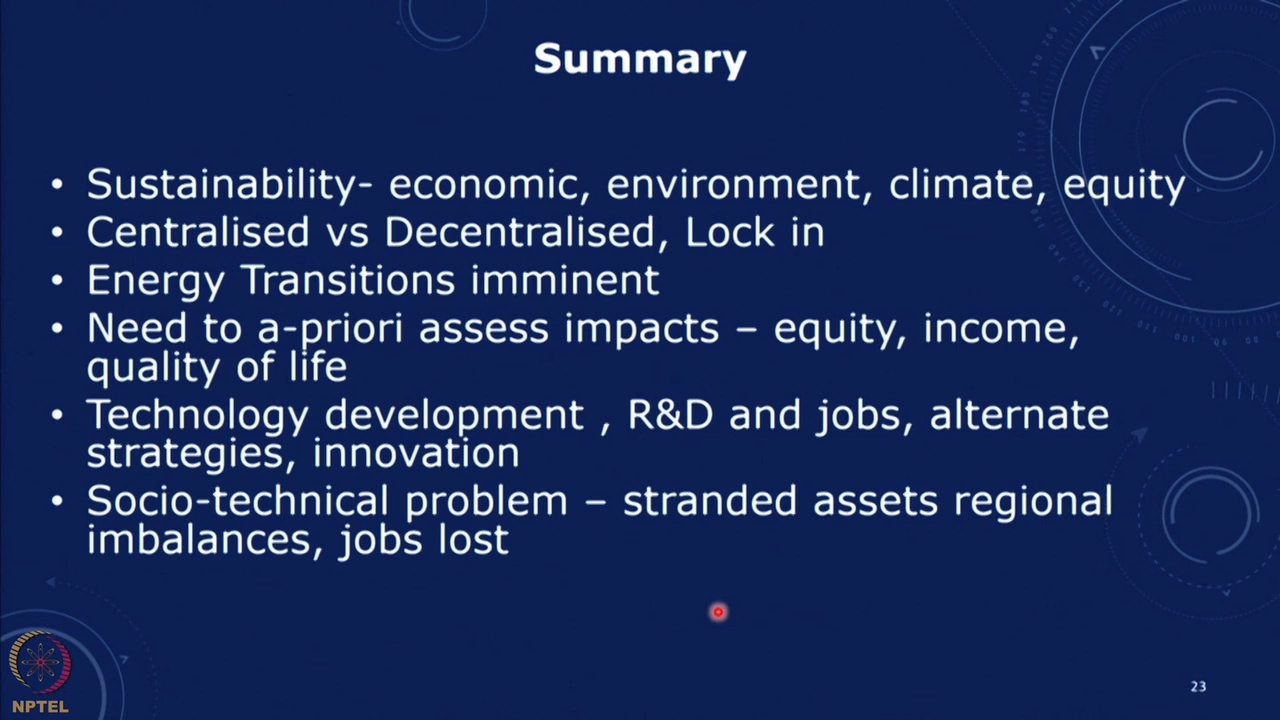 Summary
• Sustainability- economic, environment, climate, equity
• Centralised vs Decentralised, Lock in
• Energy Transitions imminent
• Need to a-priori assess impacts – equity, income,
quality of life
• Technology development , R&D and jobs, alternate
strategies, innovation
• Socio-technical problem – stranded assets regional
imbalances, jobs lost
NPTEL
23